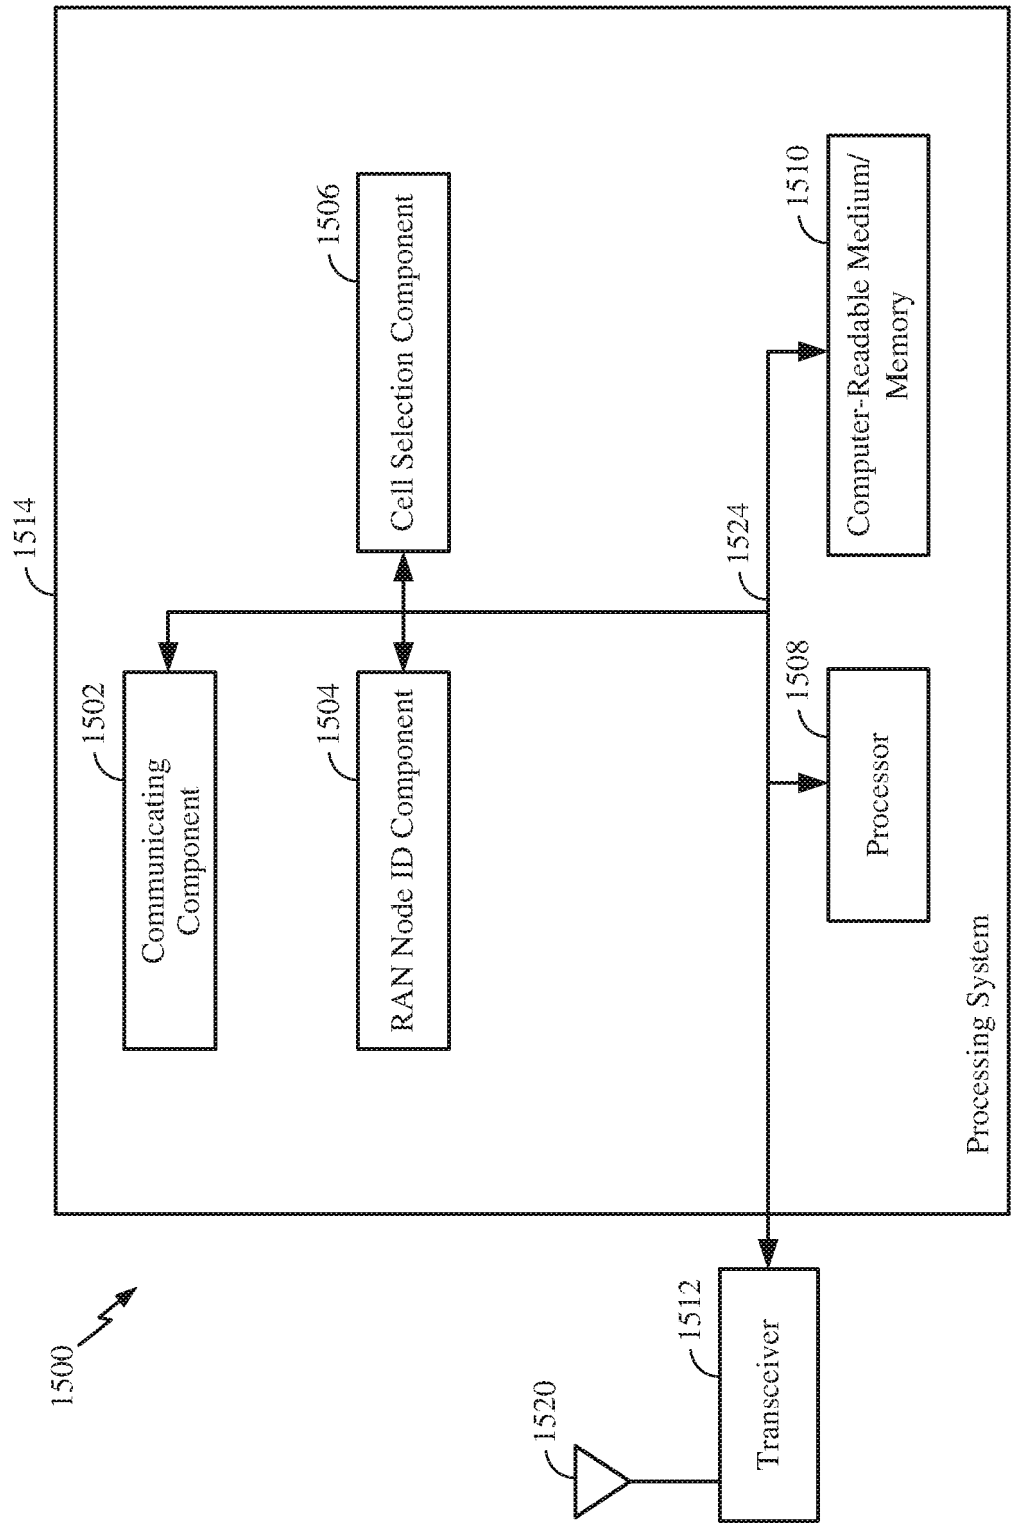 1500
1514
1502
Communicating
Component
1504
RAN Node ID Component
1506
Cell Selection Component
1520
1512
Transceiver
1524
1508
Processor
1510
Computer-Readable Medium/
Memory
Processing System